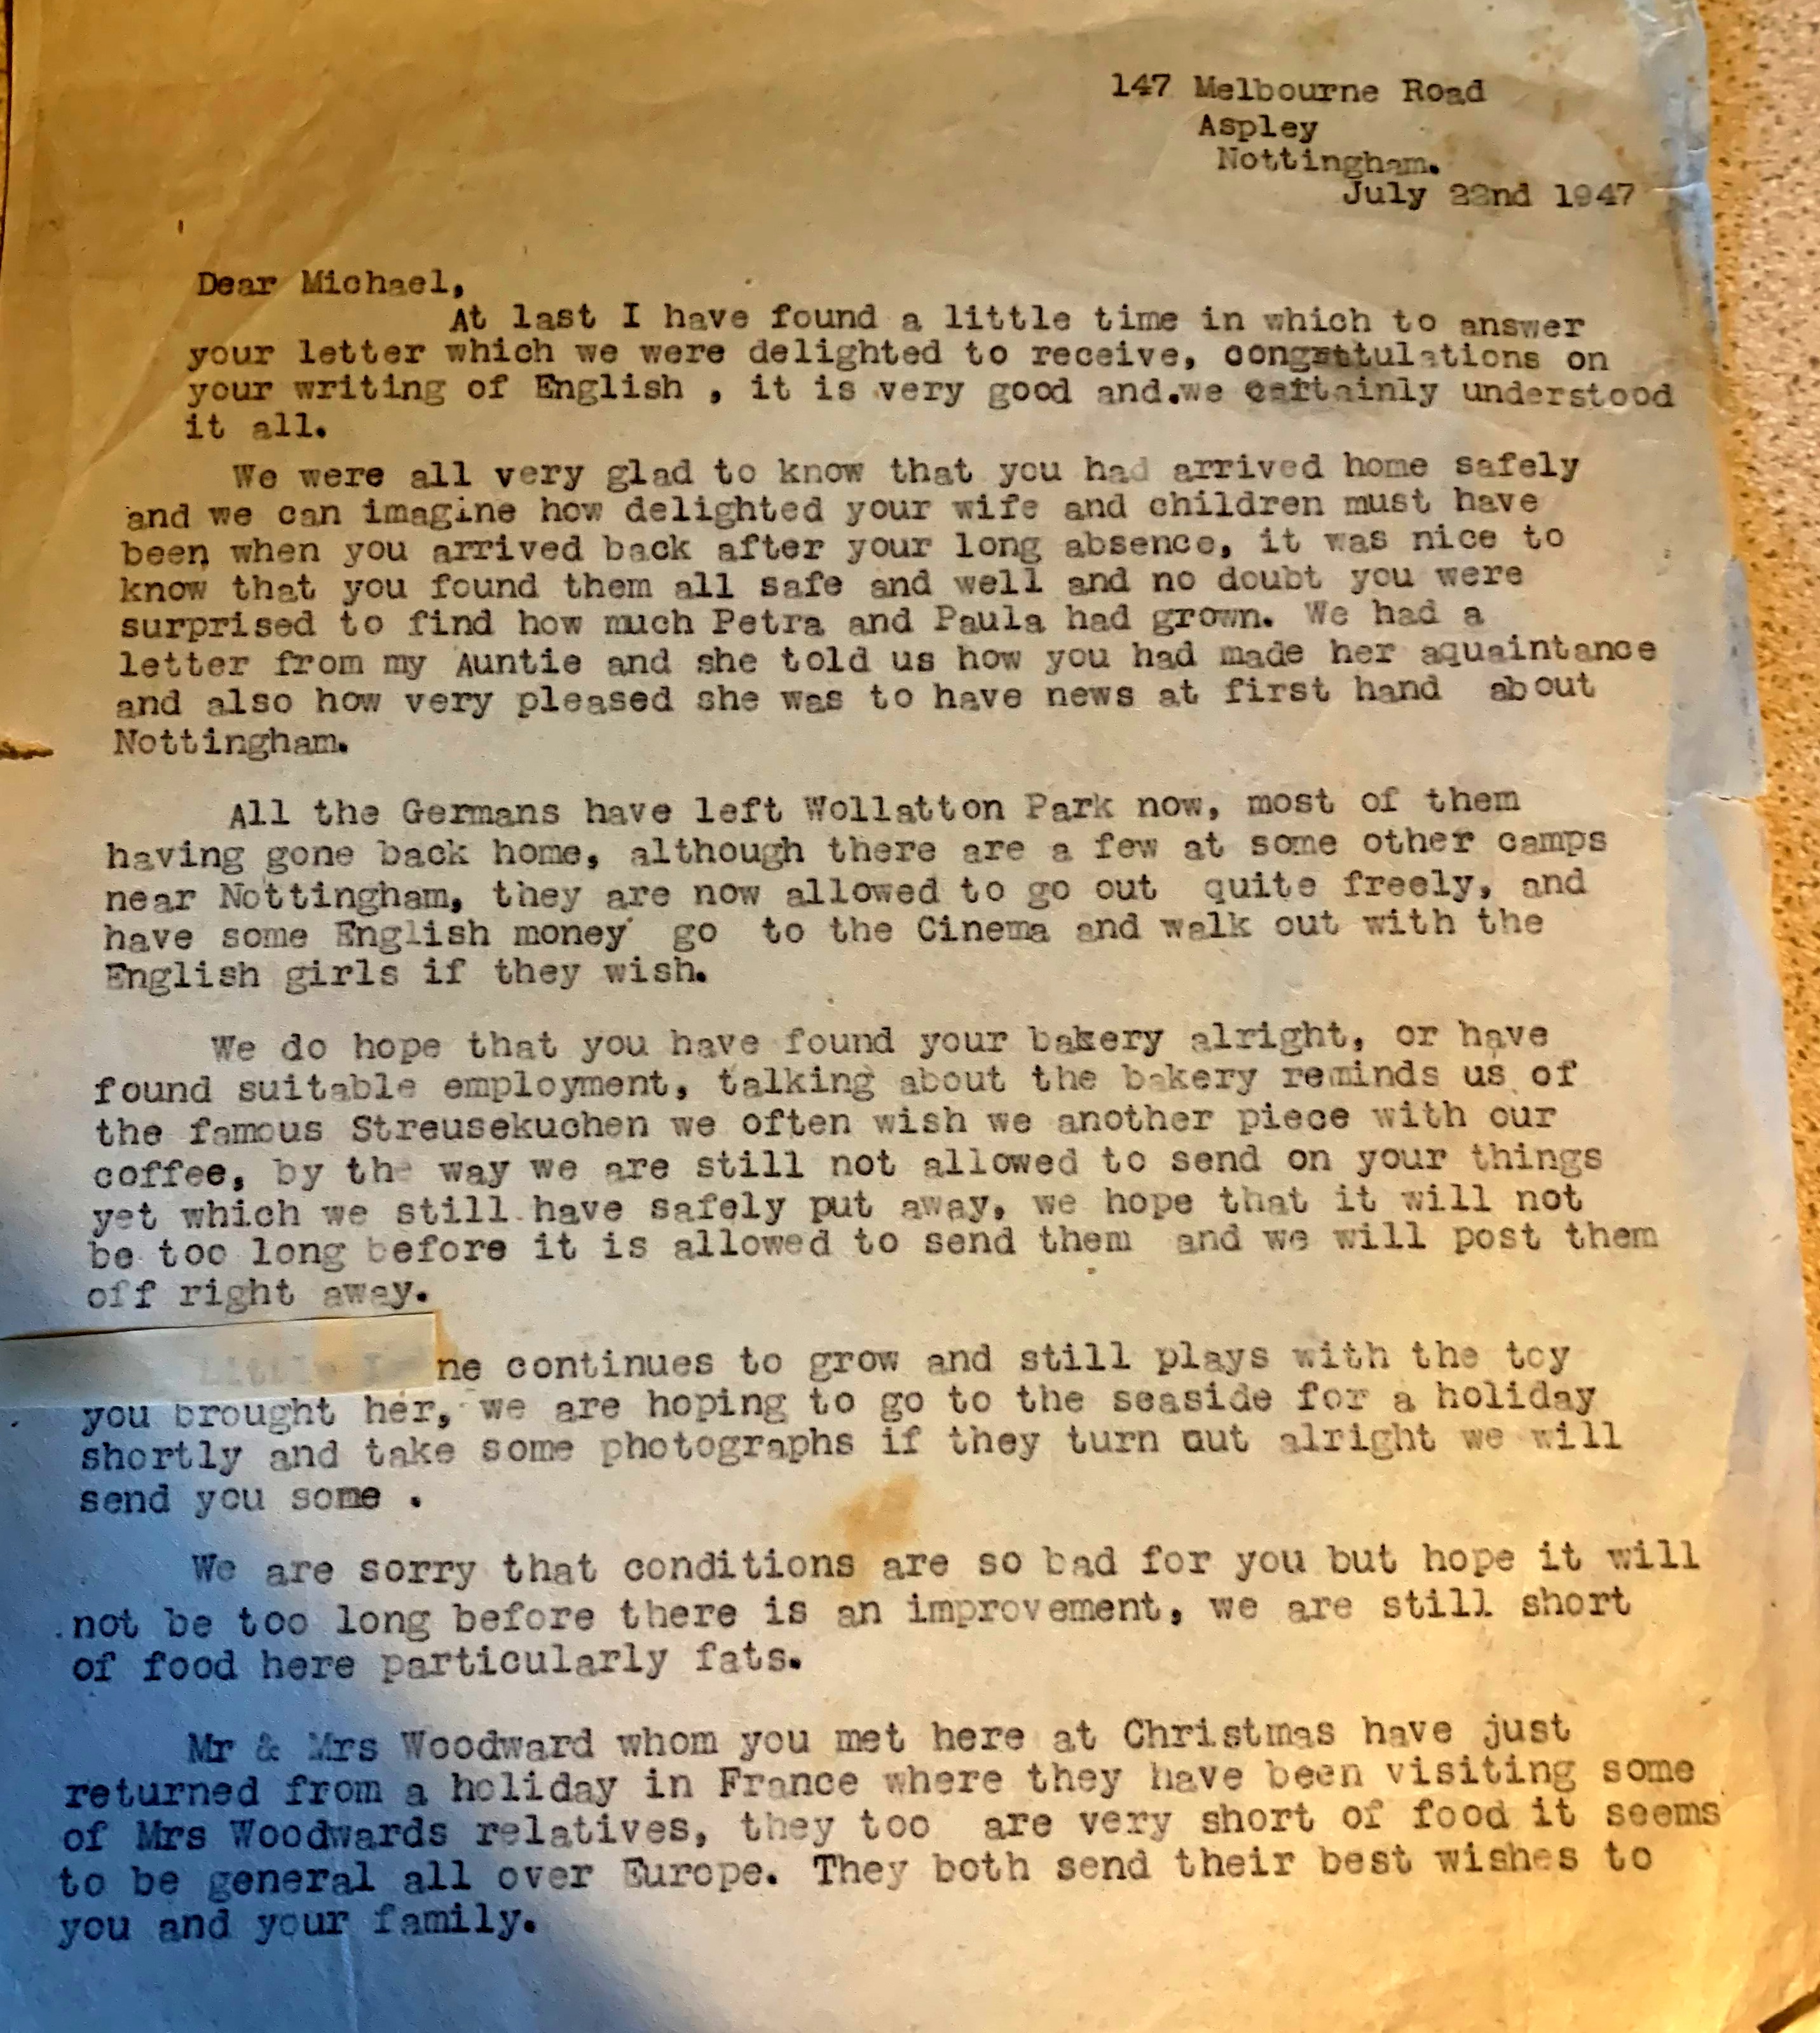 147 Melbourne Road
Aspley
Nottingham.
July 22nd 1947
Dear Michael,
At last I have found a little time in which to answer
your letter which we were delighted to receive, congratulations on
your writing of English , it is very good and.we certainly understood
it all.
We were all very glad to know that you had arrived home safely
and we can imagine how delighted your wife and children must have
been when you arrived back after your long absence, it was nice to
know that you found them all safe and well and no doubt you were
surprised to find how much Petra and Paula had grown. We had a
letter from my Auntie and she told us how you had made her aquaintance
and also how very pleased she was to have news at first hand about
Nottingham.
All the Germans have left Wollatton Park now, most of them
having gone back home, although there are a few at some other camps
near Nottingham, they are now allowed to go out quite freely, and
have some English money go to the Cinema and walk out with the
English girls if they wish.
We do hope that you have found your bakery alright, or have
found suitable employment, talking about the bakery reminds us of
the famous Streusekuchen we often wish we another piece with our
coffee, by the way we are still not allowed to send on your things
yet which we still have safely put away, we hope that it will not
be too long before it is allowed to send them and we will post them
off right away.
Little ne continues to grow and still plays with the toy
you brought her, we are hoping to go to the seaside for a holiday
shortly and take some photographs if they turn out alright we will
send you some .
We are sorry that conditions are so bad for you but hope it will
not be too long before there is an improvement, we are still short
of food here particularly fats.
Mr & Mrs Woodward whom you met here at Christmas have just
returned from a holiday in France where they have been visiting some
of Mrs Woodwards relatives, they too are very short of food it seems
to be general all over Europe. They both send their best wishes to
you and your family.